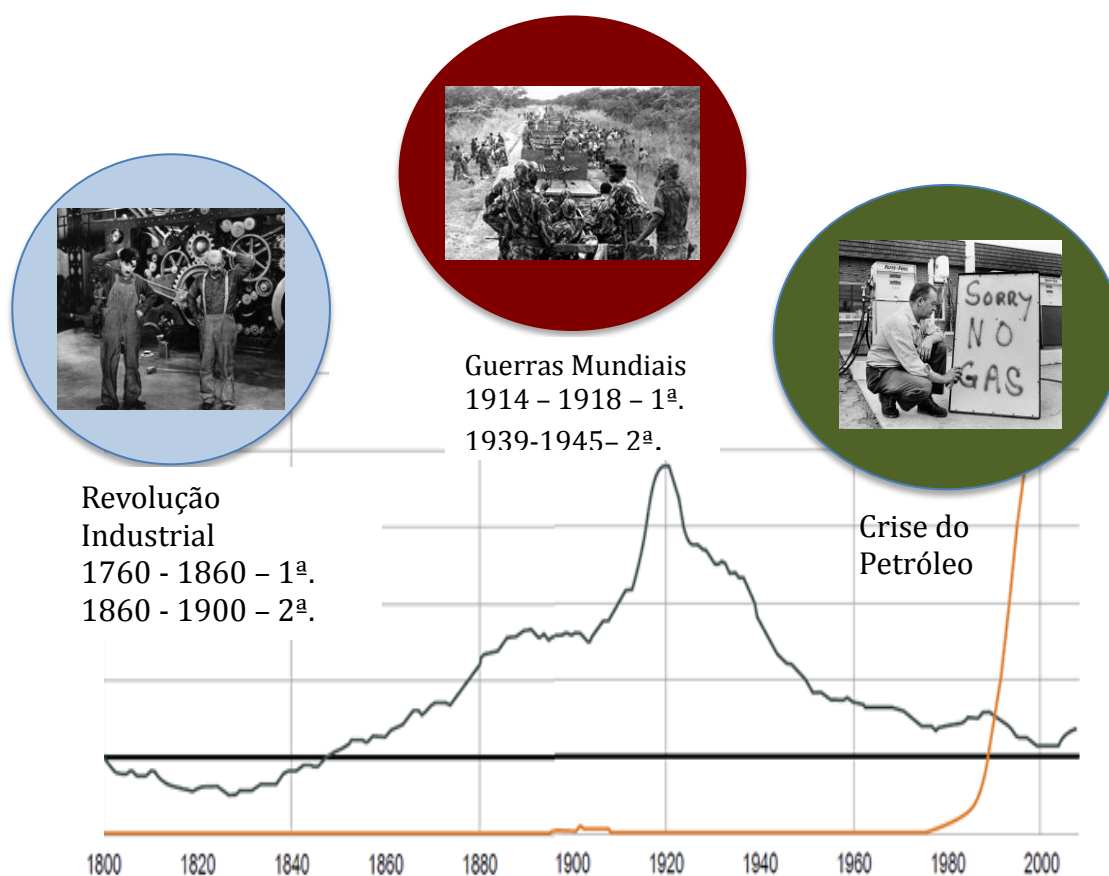 SORRY
NO
GAS
Guerras Mundiais
1914 – 1918 – 1ª.
1939-1945– 2ª.
Revolução
Industrial
1760 - 1860 – 1ª.
1860 - 1900 – 2ª.
Crise do
Petróleo
1800 1820 1840 1860 1880 1900 1920 1940 1960 1980 2000